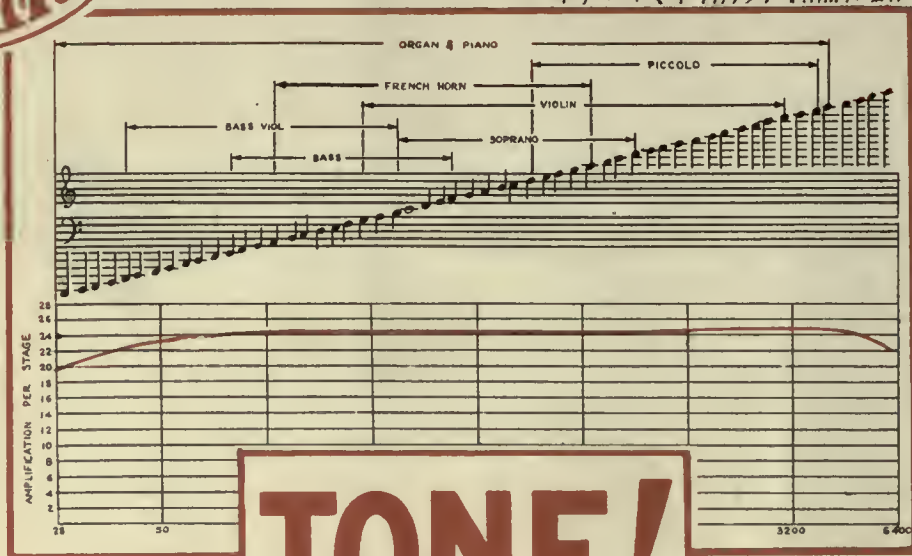 ORGAN & PIANO
PICCOLO
FRENCH HORN
VIOLIN
BASS VIOL
SOPRANO
BASS
AMPLIFICATION PER STAGE
28
26
24
22
20
18
16
14
12
10
8
6
4
2
25 50 3200 6400
TONE!